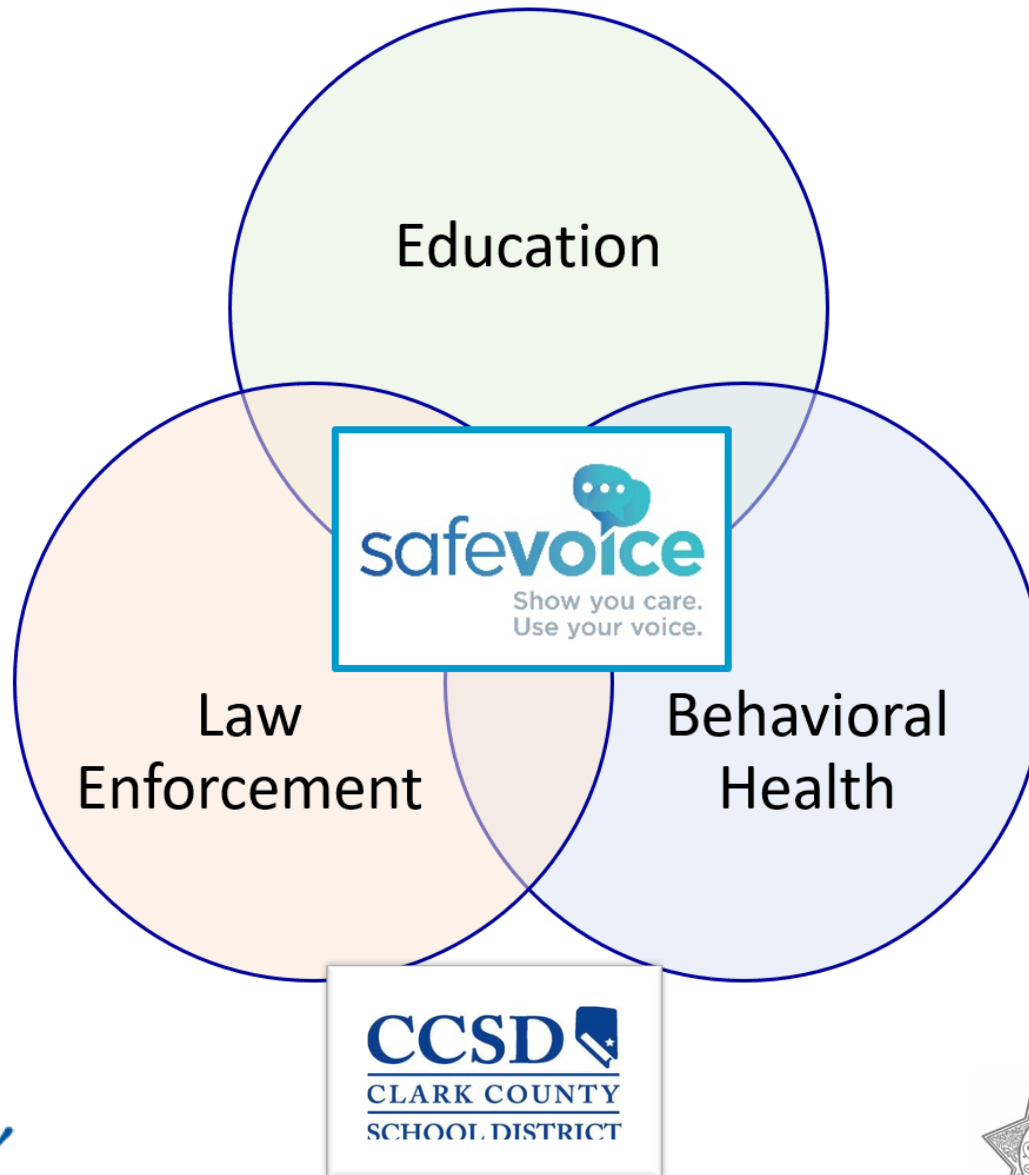 Education
safevoice
Show you care.
Use your voice.
Law
Enforcement
Behavioral
Health
CCSD
CLARK COUNTY
SCHOOL DISTRICT